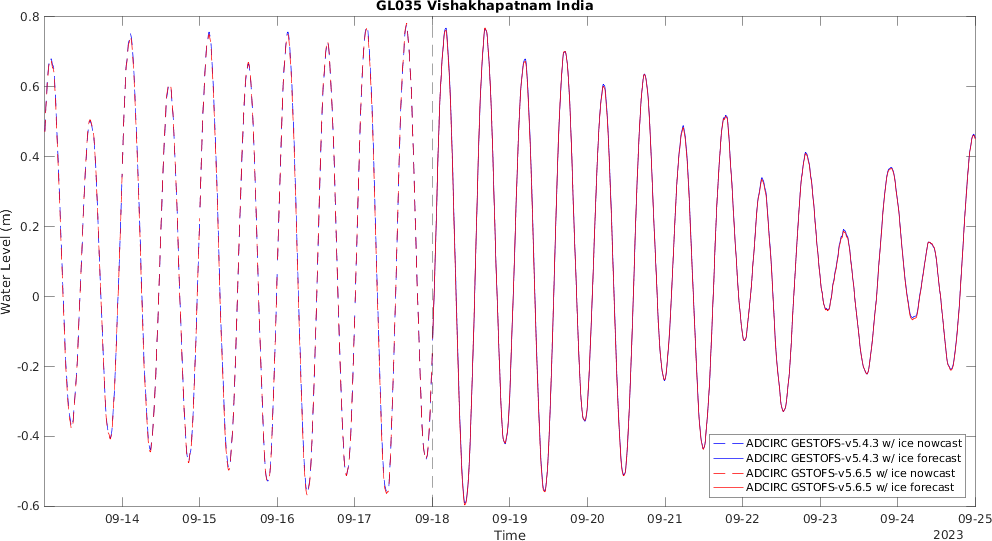 GL035 Vishakhapatnam India
0.8
0.6
0.4
0.2
0
-0.2
-0.4
-0.6
Water Level (m)
ADCIRC GESTOFS-v5.4.3 w/ ice nowcast
ADCIRC GESTOFS-v5.4.3 w/ ice forecast
ADCIRC GSTOFS-v5.6.5 w/ ice nowcast
ADCIRC GSTOFS-v5.6.5 w/ ice forecast
09-14 09-15 09-16 09-17 09-18 09-19 09-20 09-21 09-22 09-23 09-24 09-25
Time 2023